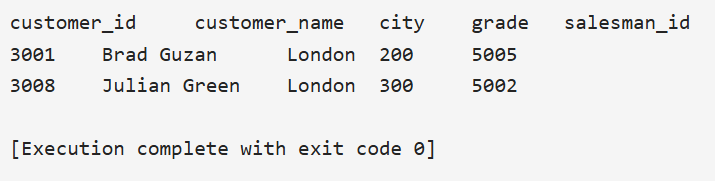 customer_id customer_name city grade salesman_id
3001 Brad Guzan London 200 5005
3008 Julian Green London 300 5002
[Execution complete with exit code 0]